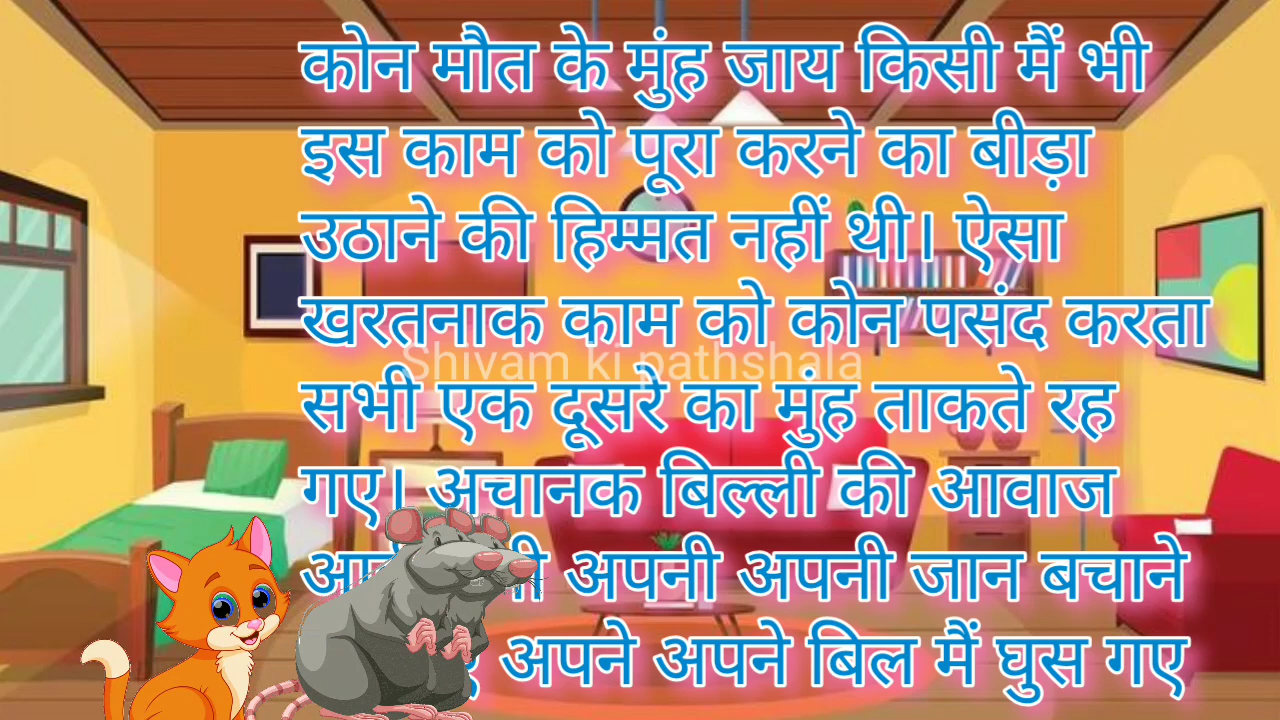 कोन मौत के मुंह जाय किसी मैं भी
इस काम को पूरा करने का बीड़ा
उठाने की हिम्मत नहीं थी। ऐसा
खरतनाक काम को कोन पसंद करता
Shivam ki pathshala
सभी एक दूसरे का मुंह ताकते रह
गए। अचानक बिल्ली की आवाज
अपनी अपनी जान बचाने
अपने अपने बिल मैं घुस गए